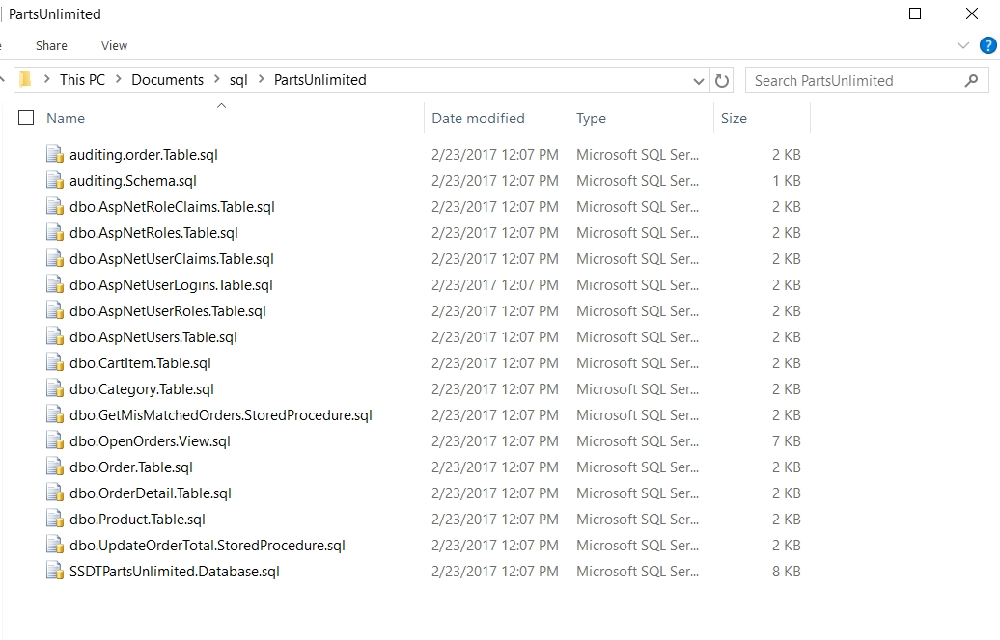 PartsUnlimited
Share View
This PC Documents sql PartsUnlimited Search PartsUnlimited
Name Date modified Type Size
auditing.order.Table.sql 2/23/2017 12:07 PM Microsoft SQL Ser... 2 KB
auditing.Schema.sql 2/23/2017 12:07 PM Microsoft SQL Ser... 1 KB
dbo.AspNetRoleClaims.Table.sql 2/23/2017 12:07 PM Microsoft SQL Ser... 2 KB
dbo.AspNetRoles.Table.sql 2/23/2017 12:07 PM Microsoft SQL Ser... 2 KB
dbo.AspNetUserClaims.Table.sql 2/23/2017 12:07 PM Microsoft SQL Ser... 2 KB
dbo.AspNetUserLogins.Table.sql 2/23/2017 12:07 PM Microsoft SQL Ser... 2 KB
dbo.AspNetUserRoles.Table.sql 2/23/2017 12:07 PM Microsoft SQL Ser... 2 KB
dbo.AspNetUsers.Table.sql 2/23/2017 12:07 PM Microsoft SQL Ser... 2 KB
dbo.CartItem.Table.sql 2/23/2017 12:07 PM Microsoft SQL Ser... 2 KB
dbo.Category.Table.sql 2/23/2017 12:07 PM Microsoft SQL Ser... 2 KB
dbo.GetMisMatchedOrders.StoredProcedure.sql 2/23/2017 12:07 PM Microsoft SQL Ser... 2 KB
dbo.OpenOrders.View.sql 2/23/2017 12:07 PM Microsoft SQL Ser... 7 KB
dbo.Order.Table.sql 2/23/2017 12:07 PM Microsoft SQL Ser... 2 KB
dbo.OrderDetail.Table.sql 2/23/2017 12:07 PM Microsoft SQL Ser... 2 KB
dbo.Product.Table.sql 2/23/2017 12:07 PM Microsoft SQL Ser... 2 KB
dbo.UpdateOrderTotal.StoredProcedure.sql 2/23/2017 12:07 PM Microsoft SQL Ser... 2 KB
SSDTPartsUnlimited.Database.sql 2/23/2017 12:07 PM Microsoft SQL Ser... 8 KB